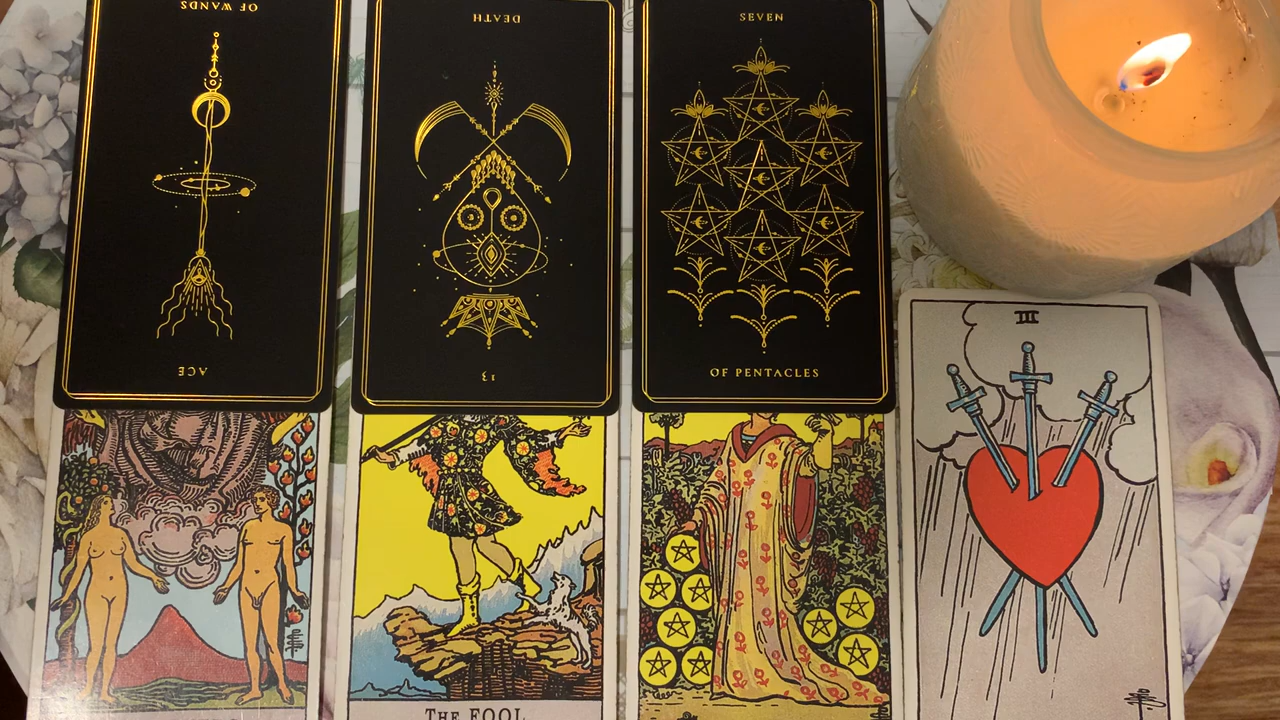 OF WANDS
ACE
DEATH
13
SEVEN
OF PENTACLES
THE FOOL
III